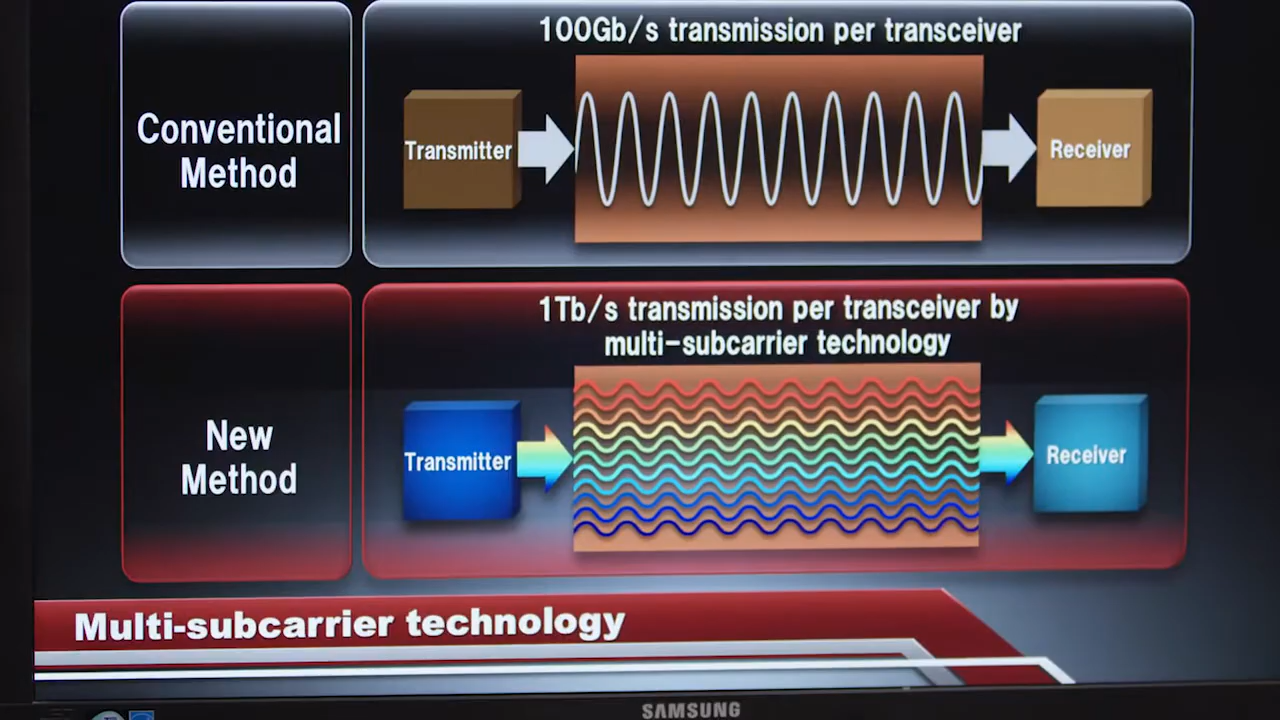 Conventional
Method
100Gb/s transmission per transceiver
Transmitter
Receiver
New
Method
1Tb/s transmission per transceiver by
multi-subcarrier technology
Transmitter
Receiver
Multi-subcarrier technology
SAMSUNG